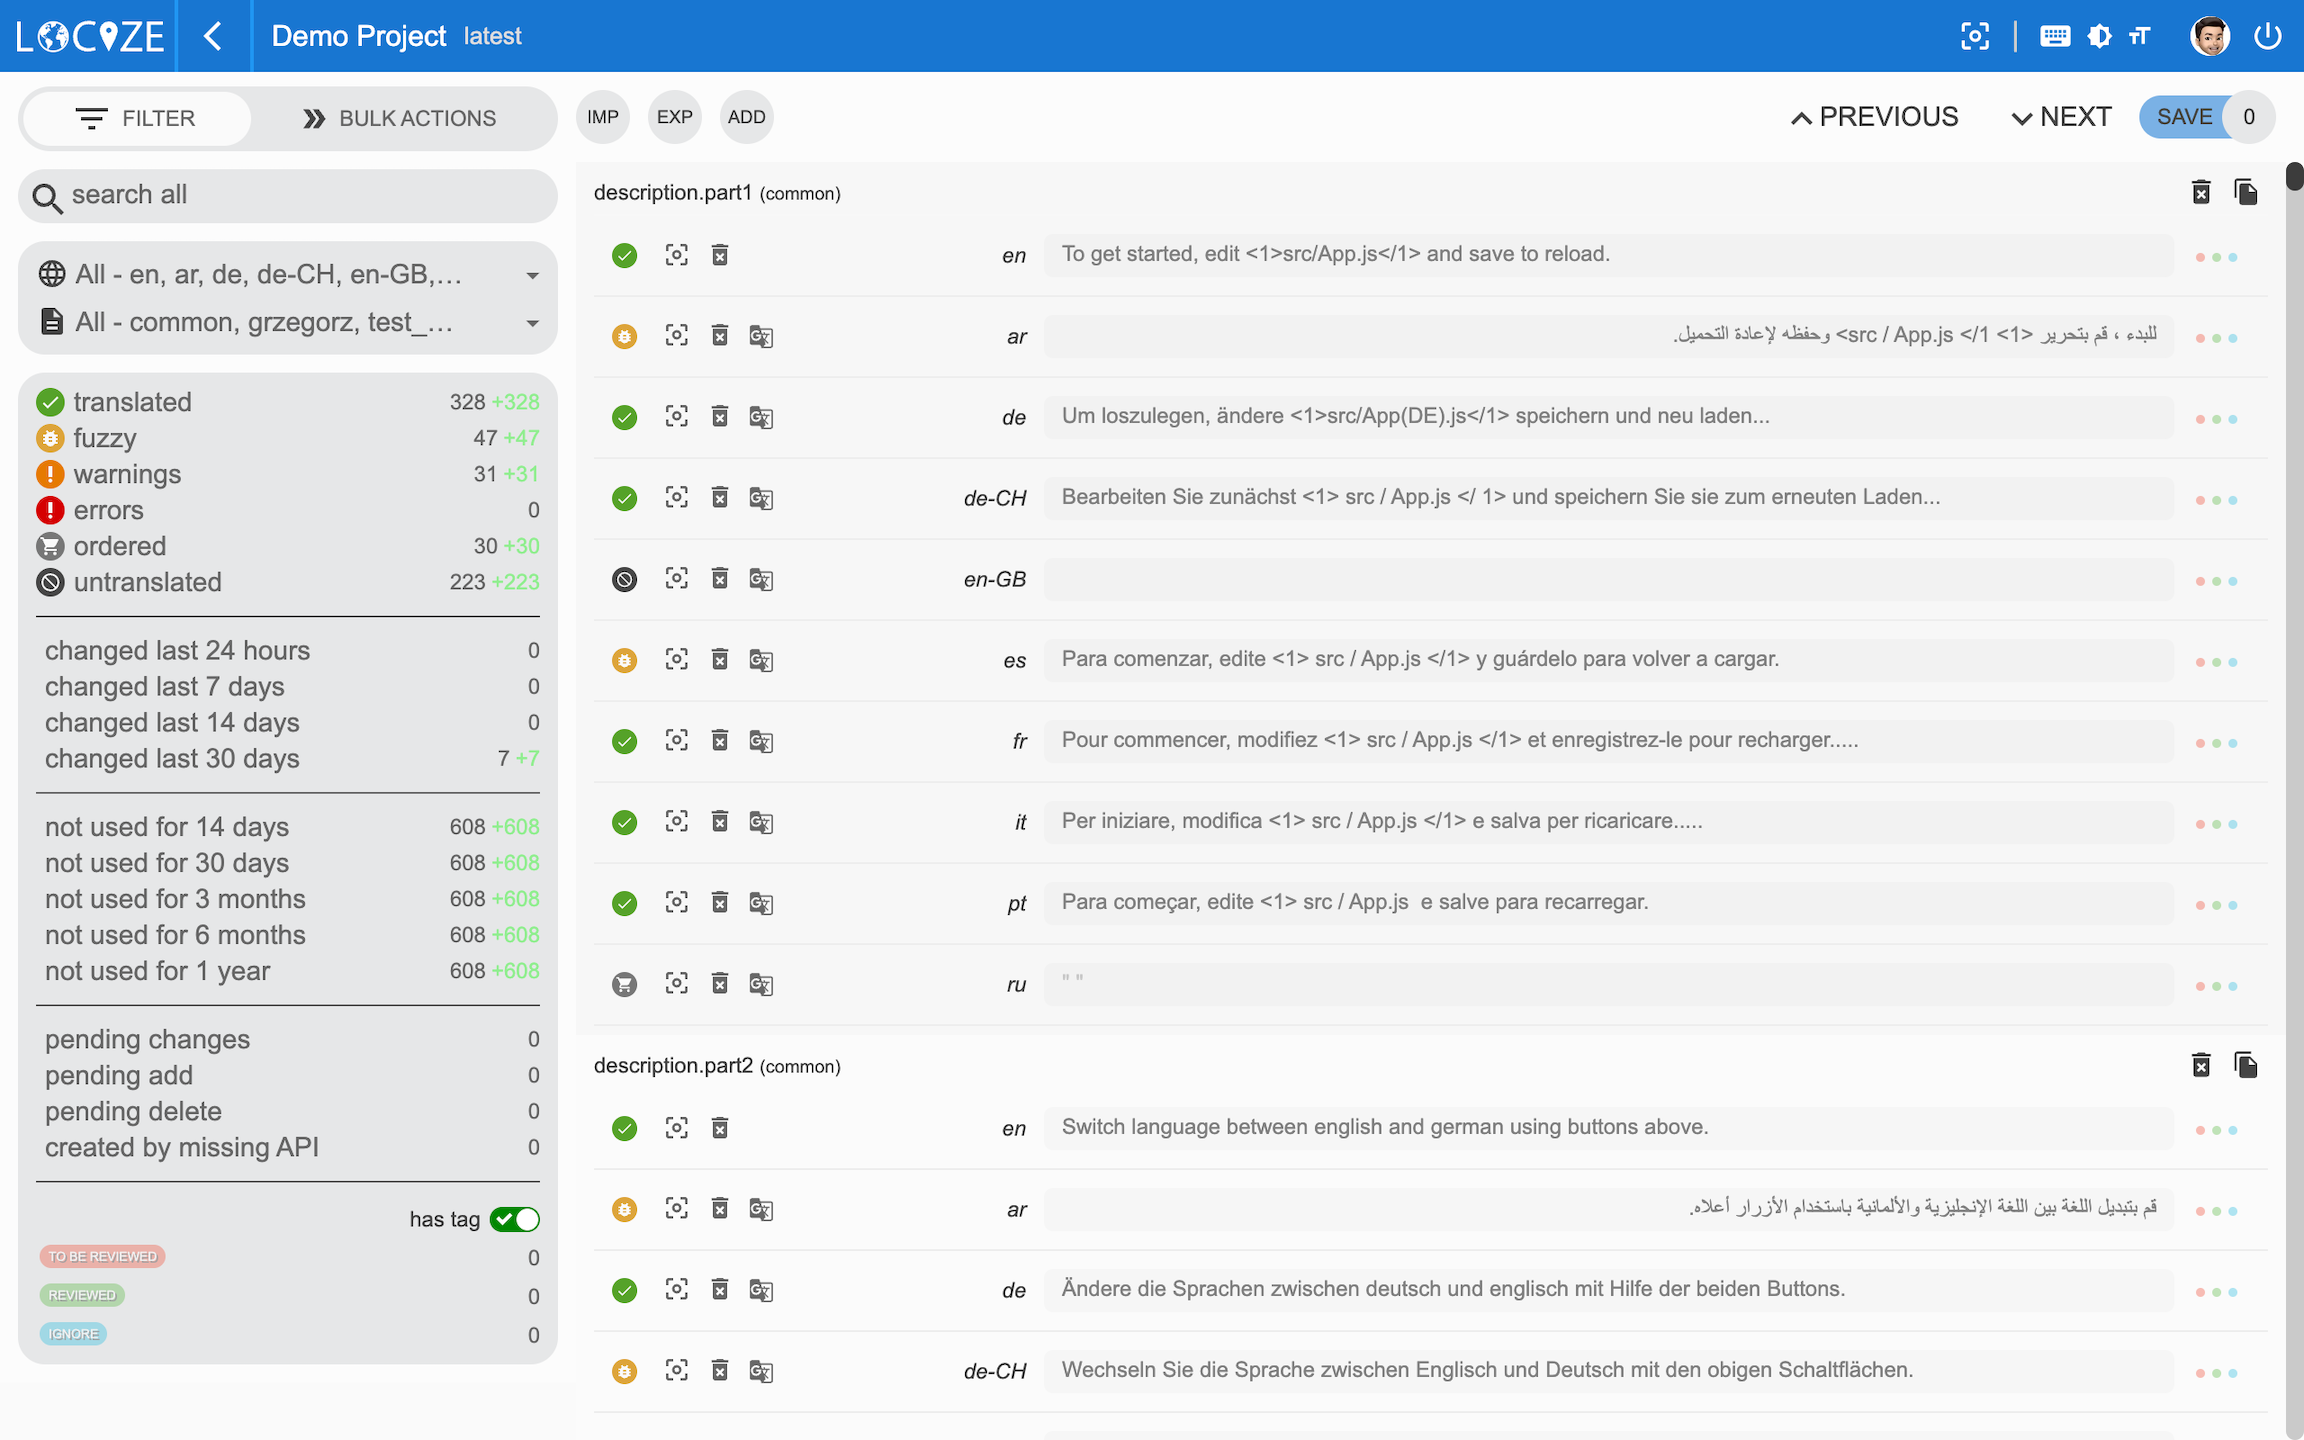 LOCIZE
Demo Project latest
FILTER
BULK ACTIONS
IMP
EXP
ADD
PREVIOUS
NEXT
SAVE 0
search all
All - en, ar, de, de-CH, en-GB,...
All - common, grzegorz, test_...
translated 328 +328
fuzzy 47 +47
warnings 31 +31
errors 0
ordered 30 +30
untranslated 223 +223
changed last 24 hours 0
changed last 7 days 0
changed last 14 days 0
changed last 30 days 7 +7
not used for 14 days 608 +608
not used for 30 days 608 +608
not used for 3 months 608 +608
not used for 6 months 608 +608
not used for 1 year 608 +608
pending changes 0
pending add 0
pending delete 0
created by missing API 0
has tag
TO BE REVIEWED 0
REVIEWED 0
IGNORE 0
description.part1 (common)
en To get started, edit <1>src/App.js</1> and save to reload.
ar للبدء ، قم بتحرير <1> src / App.js </1> وحفظه لإعادة التحميل.
de Um loszulegen, ändere <1>src/App(DE).js</1> speichern und neu laden...
de-CH Bearbeiten Sie zunächst <1> src / App.js </ 1> und speichern Sie sie zum erneuten Laden...
en-GB
es Para comenzar, edite <1> src / App.js </1> y guárdelo para volver a cargar.
fr Pour commencer, modifiez <1> src / App.js </1> et enregistrez-le pour recharger.....
it Per iniziare, modifica <1> src / App.js </1> e salva per ricaricare.....
pt Para começar, edite <1> src / App.js  e salve para recarregar.
ru " "
description.part2 (common)
en Switch language between english and german using buttons above.
ar قم بتبديل اللغة بين اللغة الإنجليزية والألمانية باستخدام الأزرار أعلاه.
de Ändere die Sprachen zwischen deutsch und englisch mit Hilfe der beiden Buttons.
de-CH Wechseln Sie die Sprache zwischen Englisch und Deutsch mit den obigen Schaltflächen.